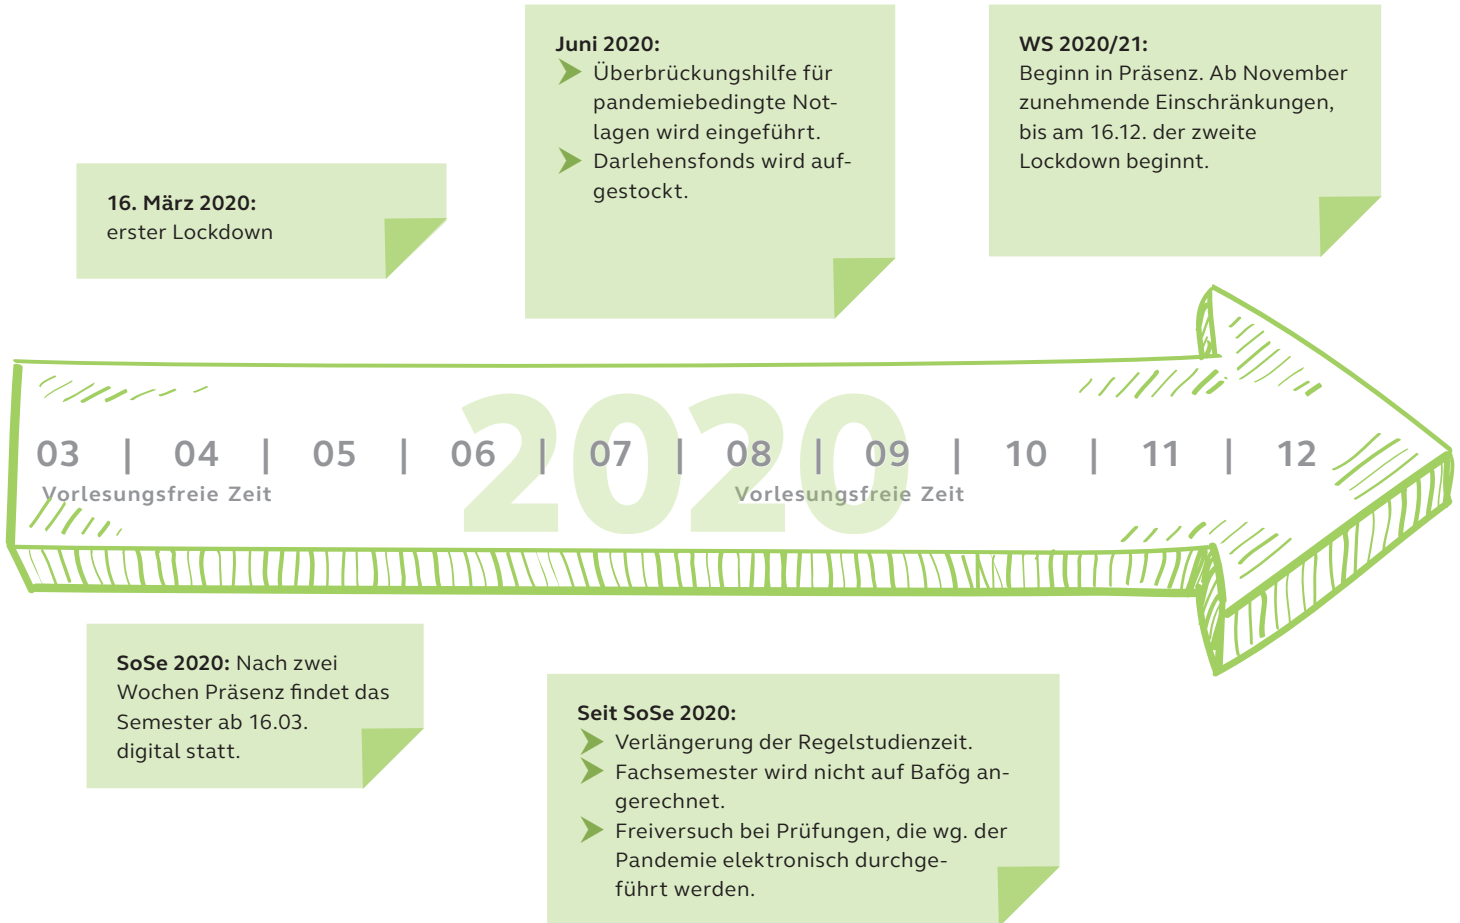 Juni 2020:
Überbrückungshilfe für
pandemiebedingte Not-
lagen wird eingeführt.
Darlehensfonds wird auf-
gestockt.
WS 2020/21:
Beginn in Präsenz. Ab November
zunehmende Einschränkungen,
bis am 16.12. der zweite
Lockdown beginnt.
16. März 2020:
erster Lockdown
2020
03 | 04 | 05 | 06 | 07 | 08 | 09 | 10 | 11 | 12
Vorlesungsfreie Zeit Vorlesungsfreie Zeit
SoSe 2020: Nach zwei
Wochen Präsenz findet das
Semester ab 16.03.
digital statt.
Seit SoSe 2020:
Verlängerung der Regelstudienzeit.
Fachsemester wird nicht auf Bafög an-
gerechnet.
Freiversuch bei Prüfungen, die wg. der
Pandemie elektronisch durchge-
führt werden.